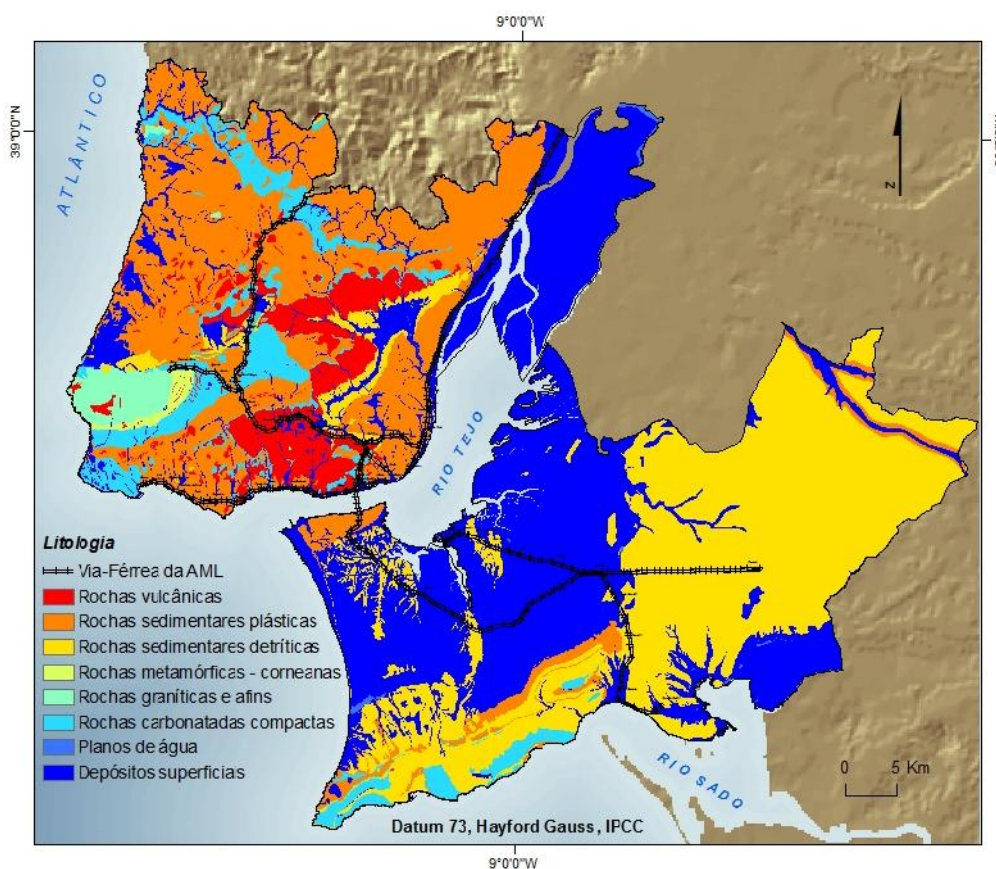 9°0'0"W
39°0'0"N
ATLÂNTICO
N
RIO TEJO
Litologia
Via-Férrea da AML
Rochas vulcânicas
Rochas sedimentares plásticas
Rochas sedimentares detríticas
Rochas metamórficas - corneanas
Rochas graníticas e afins
Rochas carbonatadas compactas
Planos de água
Depósitos superficias
RIO SADO
0 5 Km
Datum 73, Hayford Gauss, IPCC
9°0'0"W